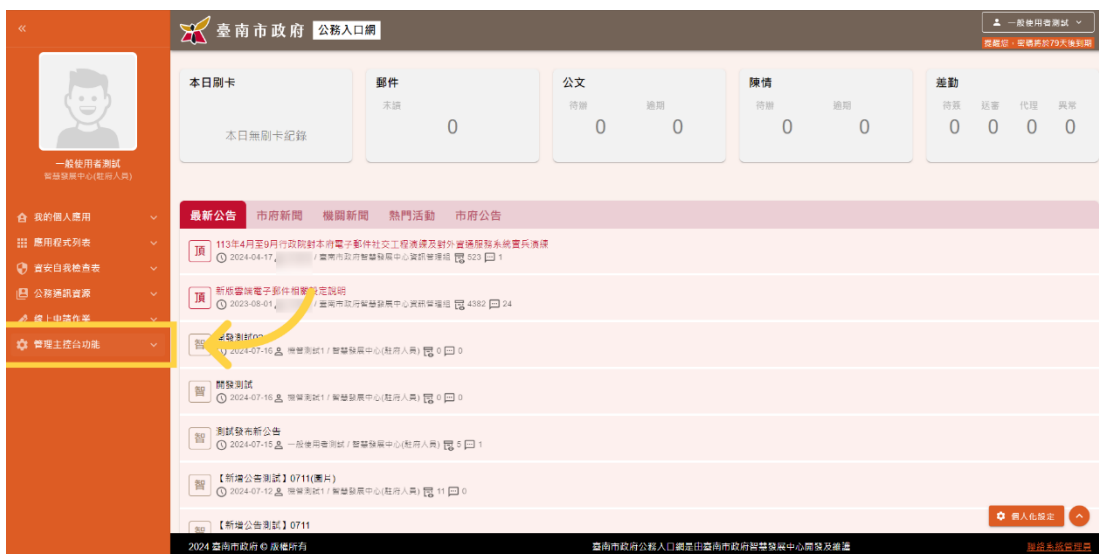 «
臺南市政府 公務入口網
一般使用者測試
提醒您，密碼將於79天後到期
一般使用者測試
智慧發展中心(駐府人員)
我的個人應用
應用程式列表
資安自我檢查表
公務通訊資源
線上申請作業
管理主控台功能
本日刷卡
本日無刷卡紀錄
郵件
未讀
0
公文
待辦 逾期
0 0
陳情
待辦 逾期
0 0
差勤
待簽 送審 代理 異常
0 0 0 0
最新公告 市府新聞 機關新聞 熱門活動 市府公告
頂 113年4月至9月行政院對本府電子郵件社交工程演練及對外資通服務系統實兵演練
2024-04-17, / 臺南市政府智慧發展中心資訊管理組 523 1
頂 新版雲端電子郵件相關設定說明
2023-08-01, / 臺南市政府智慧發展中心資訊管理組 4382 24
智 開發測試02
2024-07-16 機管測試1 / 智慧發展中心(駐府人員) 0 0
智 開發測試
2024-07-16 機管測試1 / 智慧發展中心(駐府人員) 0 0
智 測試發布新公告
2024-07-15 一般使用者測試 / 智慧發展中心(駐府人員) 5 1
智 【新增公告測試】0711(圖片)
2024-07-12 機管測試1 / 智慧發展中心(駐府人員) 11 0
智 【新增公告測試】0711
個人化設定
2024 臺南市政府 © 版權所有
臺南市政府公務入口網是由臺南市政府智慧發展中心開發及維護
聯絡系統管理員